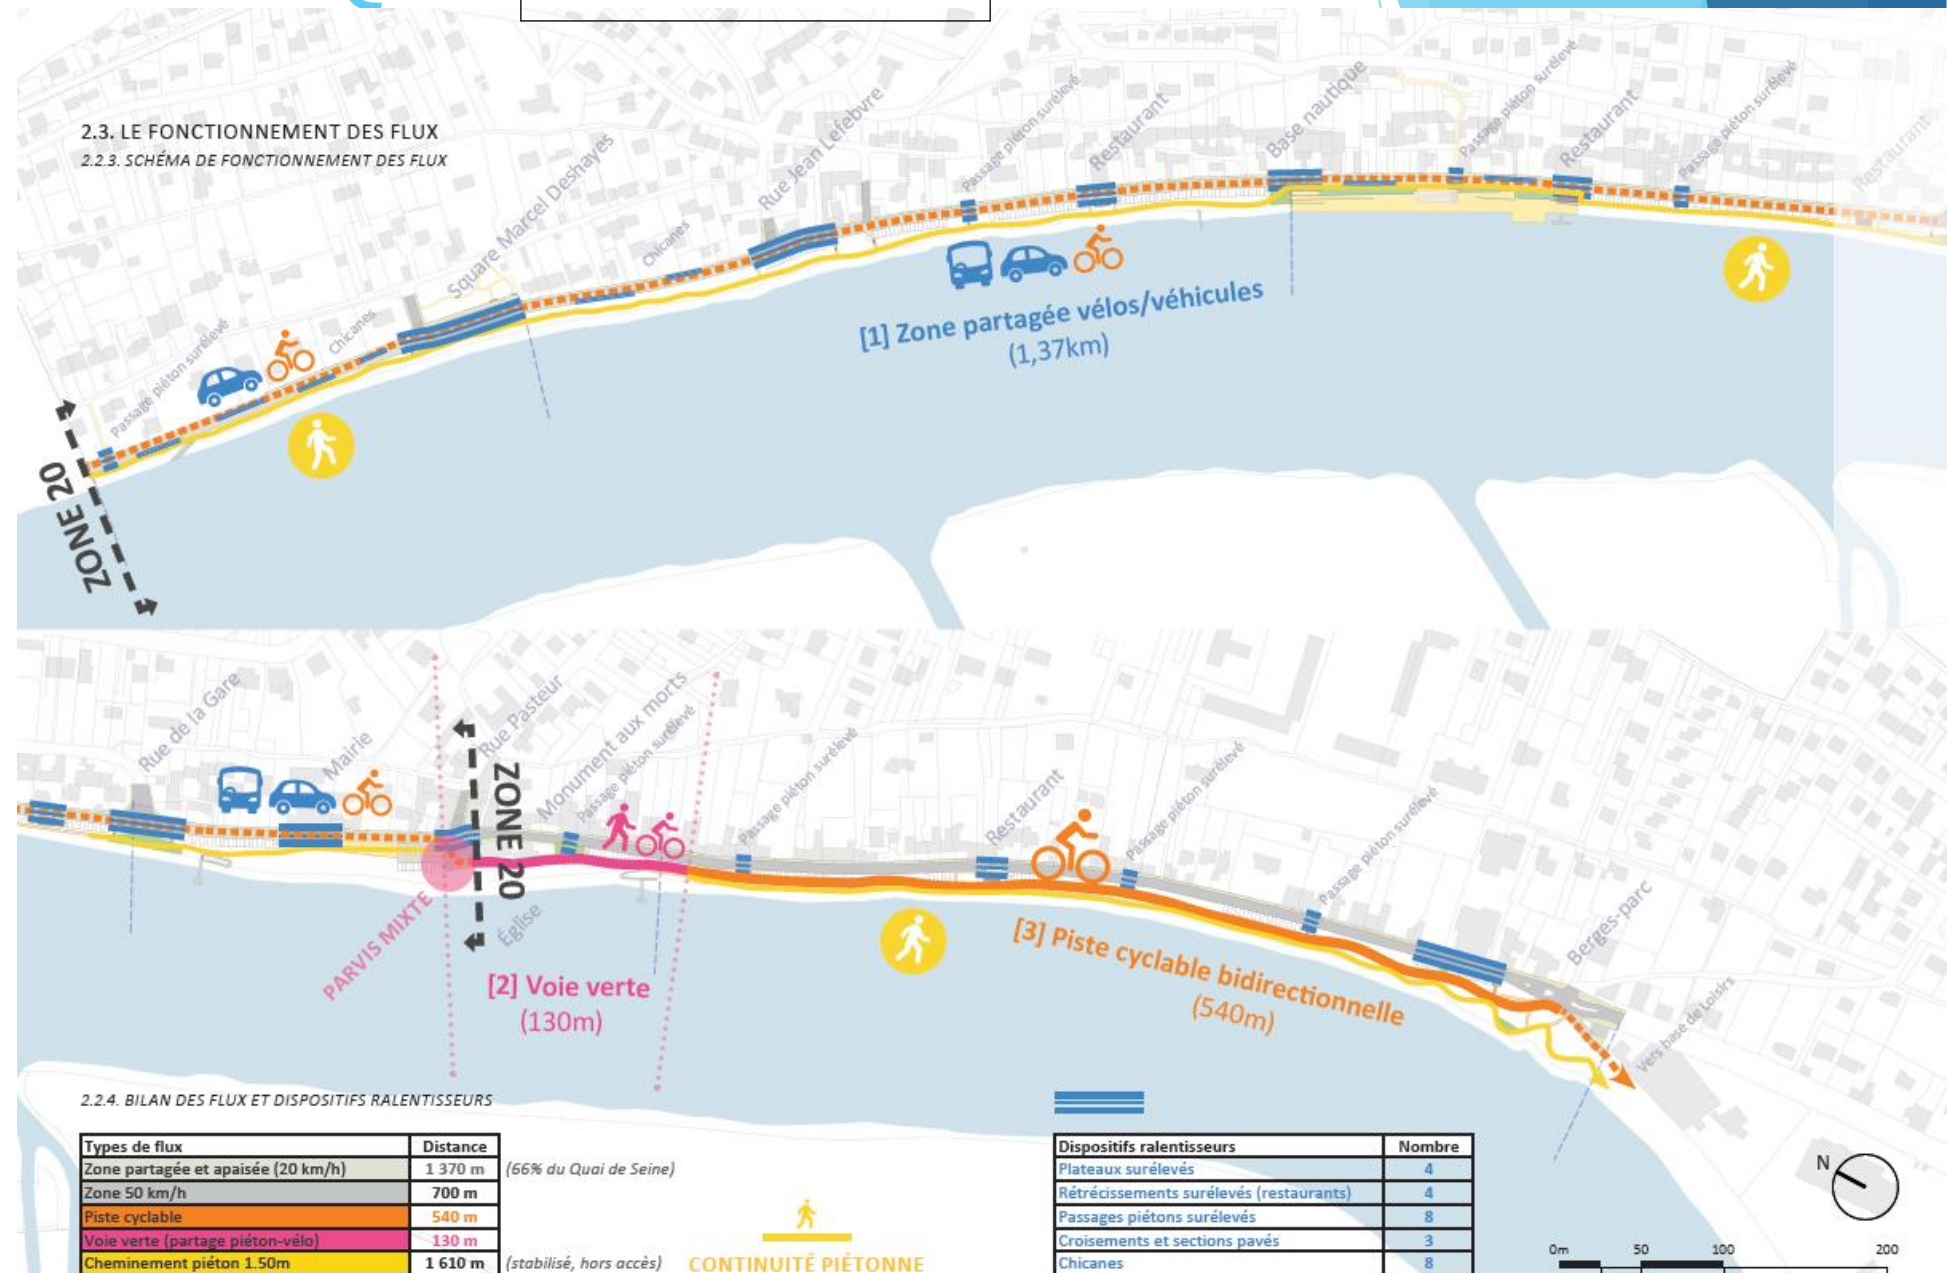 2.3. LE FONCTIONNEMENT DES FLUX
2.2.3. SCHÉMA DE FONCTIONNEMENT DES FLUX
Passage piéton surélevé
Chicanes
Square Marcel Deshayes
Chicanes
Rue Jean Lefebvre
Passage piéton surélevé
Restaurant
Base nautique
Passage piéton surélevé
Restaurant
Passage piéton surélevé
Restaurant
[1] Zone partagée vélos/véhicules
(1,37km)
ZONE 20
Rue de la Gare
Mairie
Rue Pasteur
Monument aux morts
Passage piéton surélevé
Passage piéton surélevé
Restaurant
Passage piéton surélevé
Passage piéton surélevé
Berges-parc
Vers base de Loisirs
ZONE 20
Église
PARVIS MIXTE
[2] Voie verte
(130m)
[3] Piste cyclable bidirectionnelle
(540m)
2.2.4. BILAN DES FLUX ET DISPOSITIFS RALENTISSEURS
Types de flux Distance
Zone partagée et apaisée (20 km/h) 1 370 m (66% du Quai de Seine)
Zone 50 km/h 700 m
Piste cyclable 540 m
Voie verte (partage piéton-vélo) 130 m
Cheminement piéton 1.50m 1 610 m (stabilisé, hors accès)
CONTINUITÉ PIÉTONNE
Dispositifs ralentisseurs Nombre
Plateaux surélevés 4
Rétrécissements surélevés (restaurants) 4
Passages piétons surélevés 8
Croisements et sections pavés 3
Chicanes 8
N
0m 50 100 200